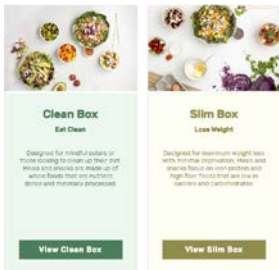 Clean Box
Eat Clean
Designed for mindful eaters or
those looking to clean up their diet.
Meals and snacks are made up of
whole foods that are nutrient
dense and minimally processed.
View Clean Box
Slim Box
Lose Weight
Designed for maximum weight loss
with minimal deprivation. Meals and
snacks focus on lean protein and
high fiber foods that are low in
calories and carbohydrates.
View Slim Box